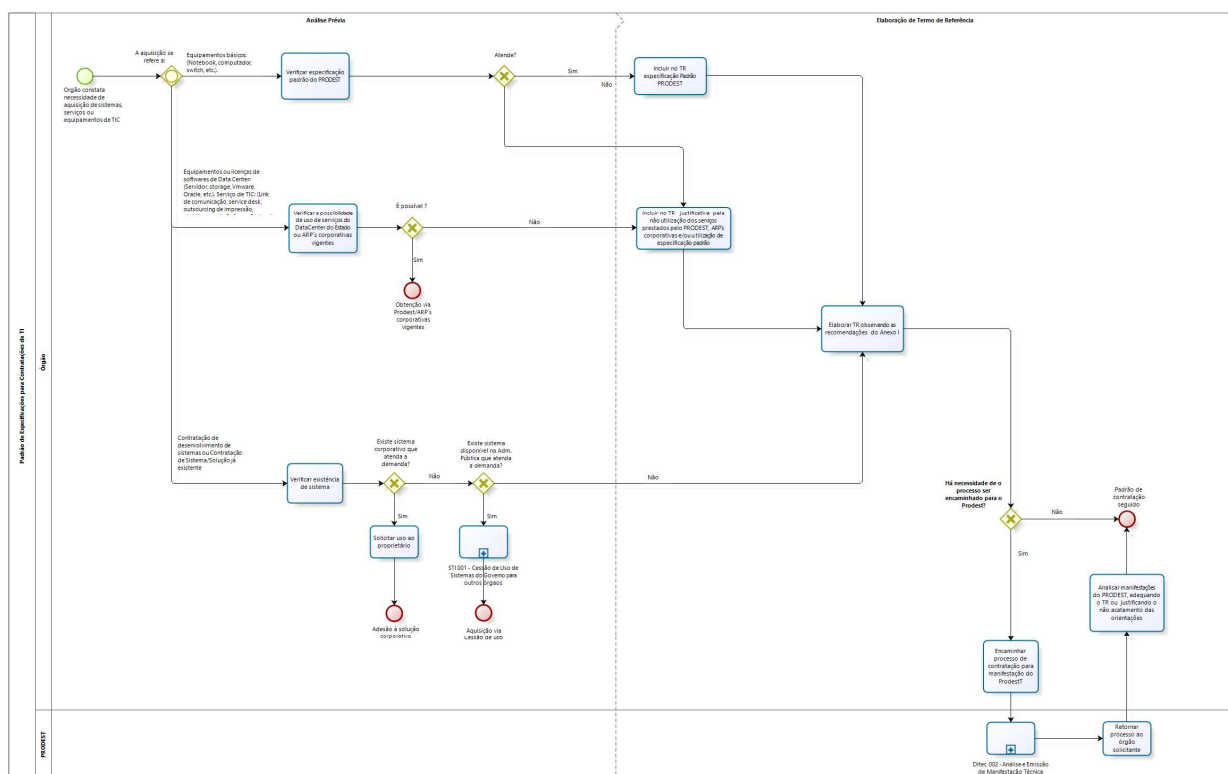 Análise Prévia
Elaboração de Termo de Referência
Padrão de Especificações para Contratações de TI
Órgão
PRODEST
Orgão constata
necessidade de
aquisição de sistemas,
serviços ou
equipamentos de TIC
A aquisição se
refere a:
Equipamentos básicos:
(Notebook, computador,
switch, etc.).
Verificar especificação
padrão do PRODEST
Atende?
Sim
Não
Incluir no TR
especificação Padrão
PRODEST
Equipamentos ou licenças de
softwares de Data Center:
(Servidor, storage, Vmware,
Oracle, etc.). Serviço de TIC: (Link
de comunicação, service desk,
outsourcing de impressão,
Verificar a possibilidade
de uso de serviços do
DataCenter do Estado
ou ARP's corporativas
vigentes
É possível ?
Não
Sim
Obtenção via
Prodest/ARP's
corporativas
vigentes
Incluir no TR justificativa pela
não utilização dos serviços
prestados pelo PRODEST, ARPs
corporativas e/ou utilização de
especificação padrão
Elaborar TR observando as
recomendações do Anexo I
Contratação de
desenvolvimento de
sistemas ou Contratação
de Sistema/Solução já
existente
Verificar existência
de sistema
Existe sistema
corporativo que
atenda a
demanda?
Não
Sim
Solicitar uso ao
proprietário
Adesão à solução
corporativo
Existe sistema
disponível na Adm.
Pública que atenda
a demanda?
Não
Sim
STI 001 - Cessão de Uso de
Sistemas do Governo para
outros órgaos
Aquisição via
Cessão de uso
Há necessidade de o
processo ser
encaminhado para o
Prodest?
Não
Sim
Padrão de
contratação
seguido
Analisar manifestações
do PRODEST, adequando
o TR ou justificando o
não acatamento das
orientações
Encaminhar
processo de
contratação para
manifestação do
ProdestT
Ditec 002 - Análise e Emissão
de Manifestação Técnica
Retornar
processo ao
órgão
solicitante